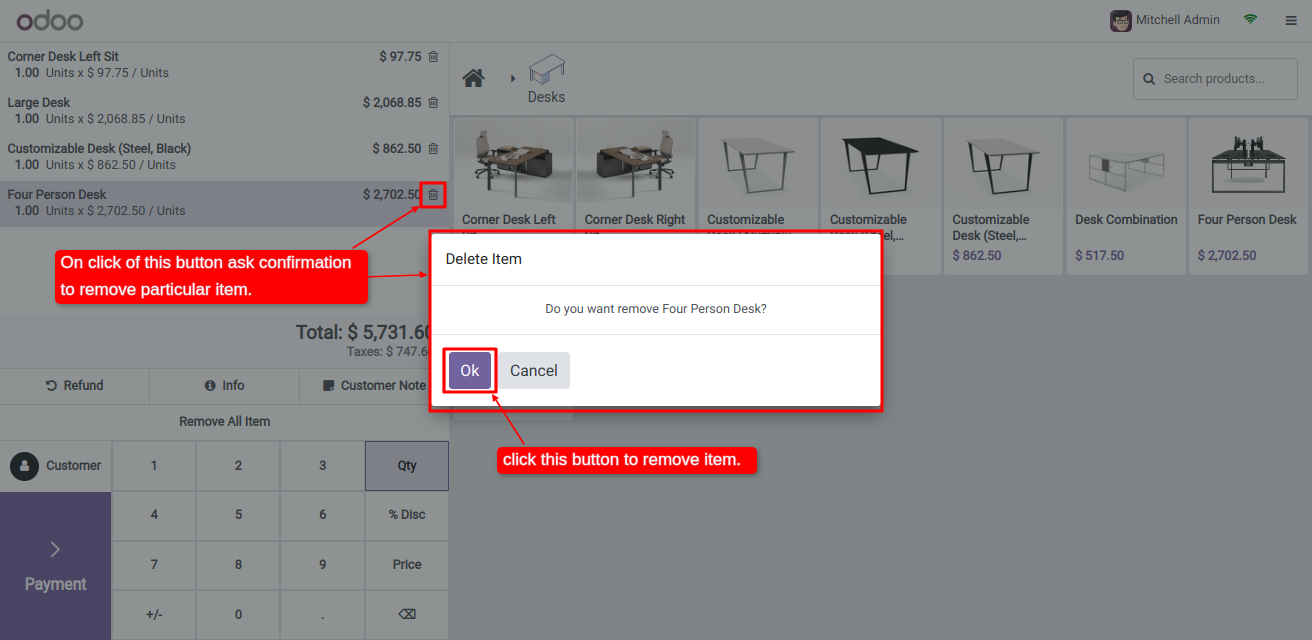 odoo
Mitchell Admin
Corner Desk Left Sit
$ 97.75
1.00 Units x $ 97.75 / Units
Large Desk
$ 2,068.85
1.00 Units x $ 2,068.85 / Units
Customizable Desk (Steel, Black)
$ 862.50
1.00 Units x $ 862.50 / Units
Four Person Desk
$ 2,702.50
1.00 Units x $ 2,702.50 / Units
On click of this button ask confirmation
to remove particular item.
Total: $ 5,731.60
Taxes: $ 747.6
Refund
Info
Customer Note
Remove All Item
Customer
1
2
3
Qty
4
5
6
% Disc
7
8
9
Price
Payment
+/-
0
.
Desks
Search products...
Corner Desk Left
Corner Desk Right
Customizable
Customizable
Customizable
Desk (Steel,...
$ 862.50
Desk Combination
$ 517.50
Four Person Desk
$ 2,702.50
Delete Item
Do you want remove Four Person Desk?
Ok
Cancel
click this button to remove item.